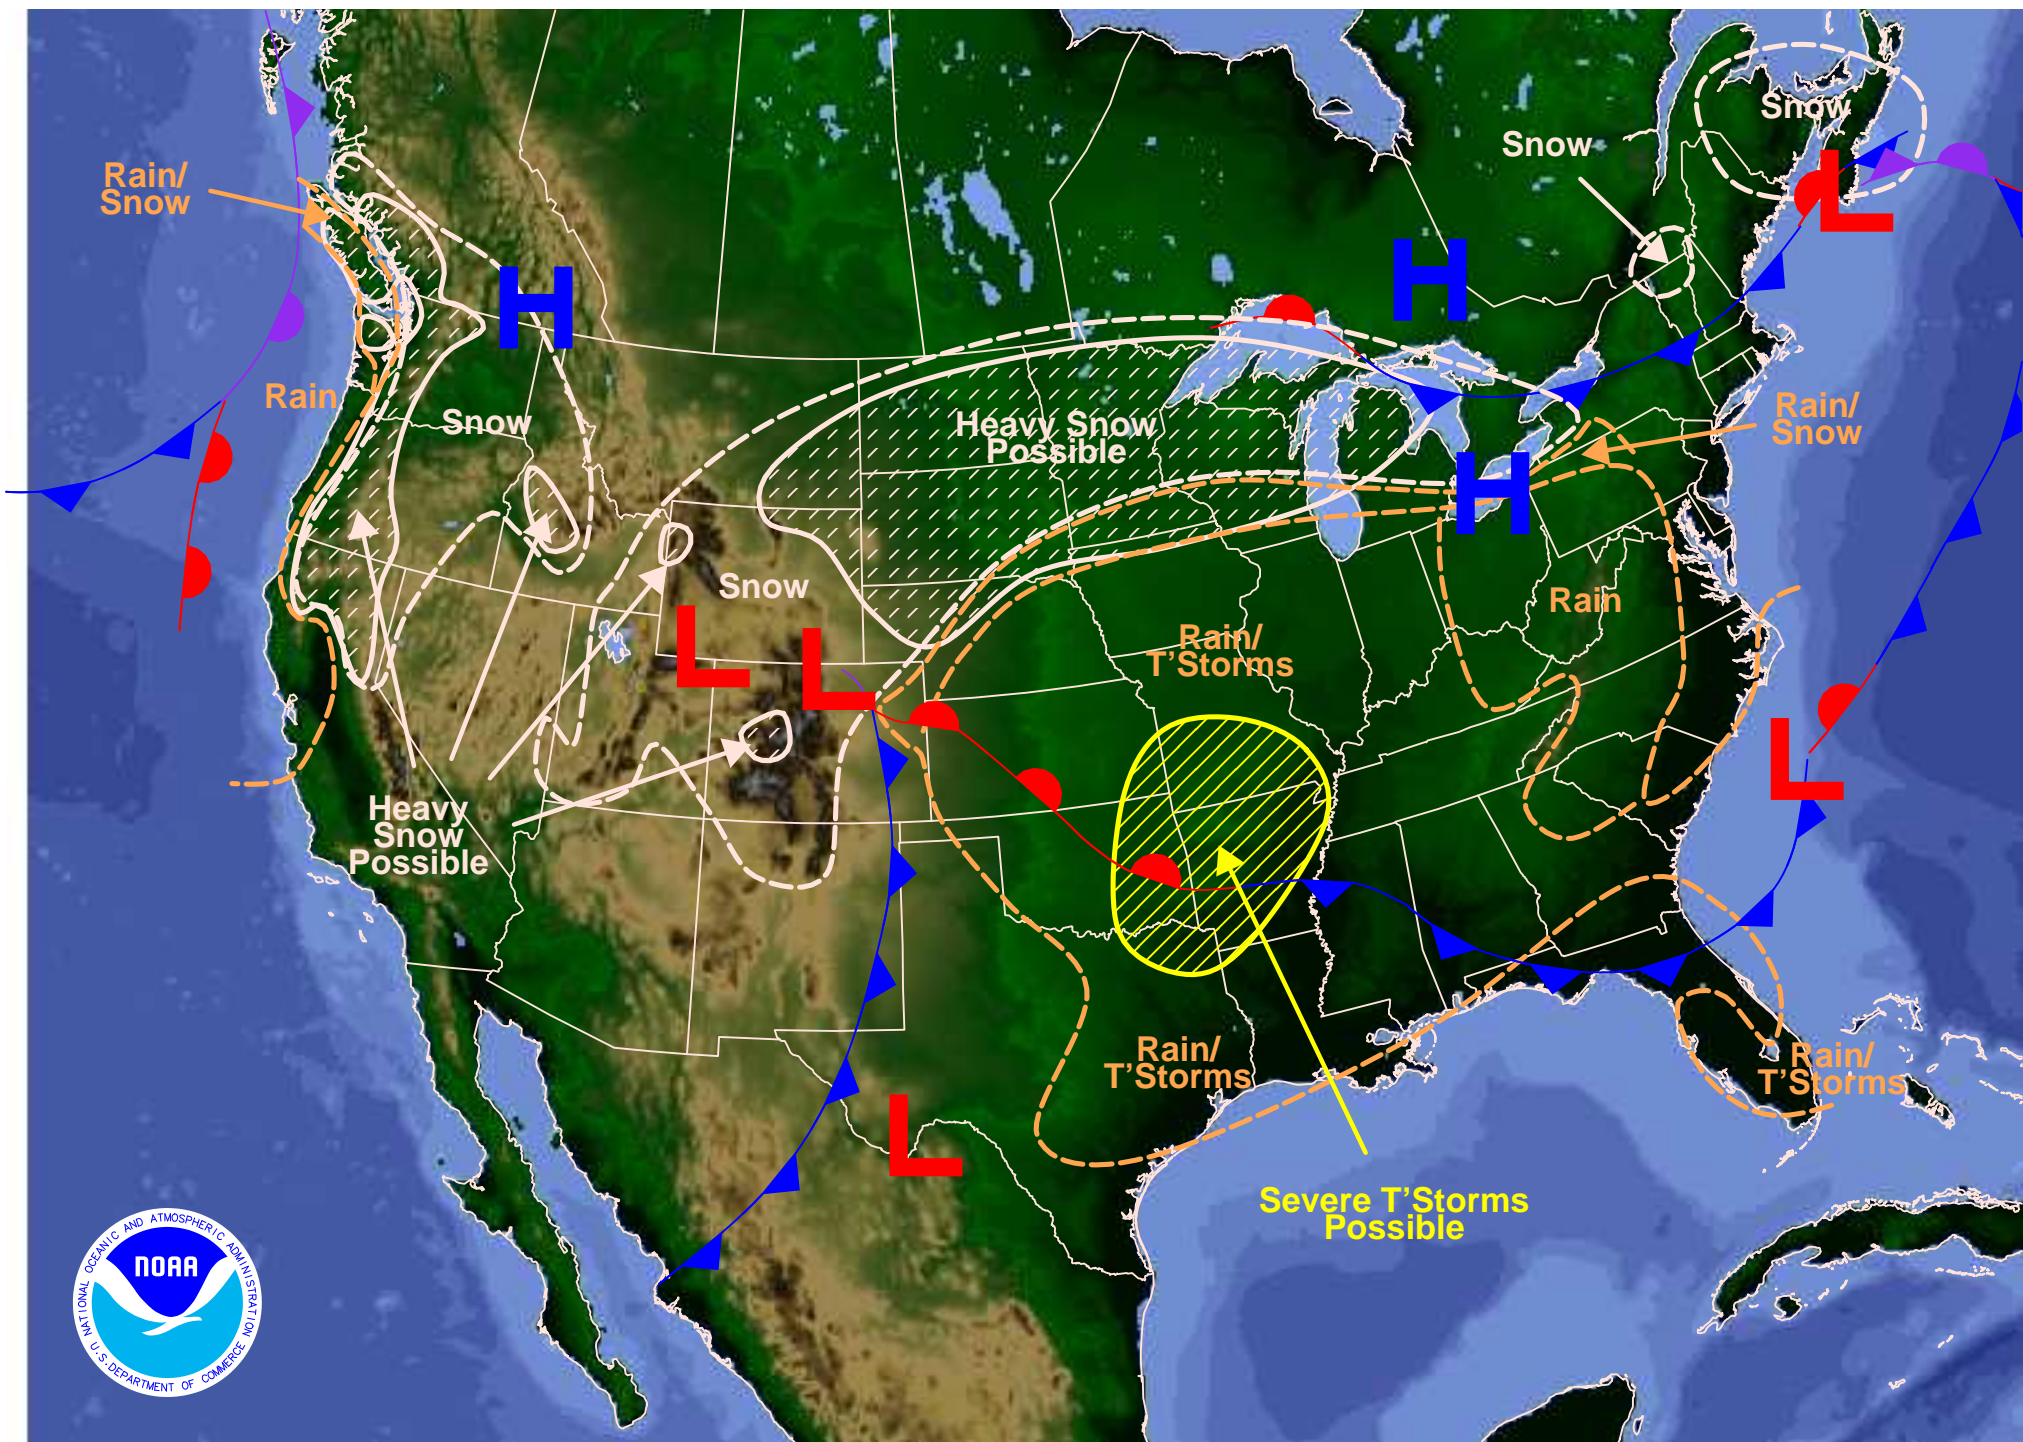 Snow
Snow
Rain/
Snow
H
L
H
Rain
Snow
Heavy Snow
Possible
Rain/
Snow
H
Snow
Rain
L
L
Rain/
T'Storms
L
Heavy
Snow
Possible
Rain/
T'Storms
Rain/
T'Storms
L
Severe T'Storms
Possible
NATIONAL OCEANIC AND ATMOSPHERIC ADMINISTRATION
NOAA
U.S. DEPARTMENT OF COMMERCE